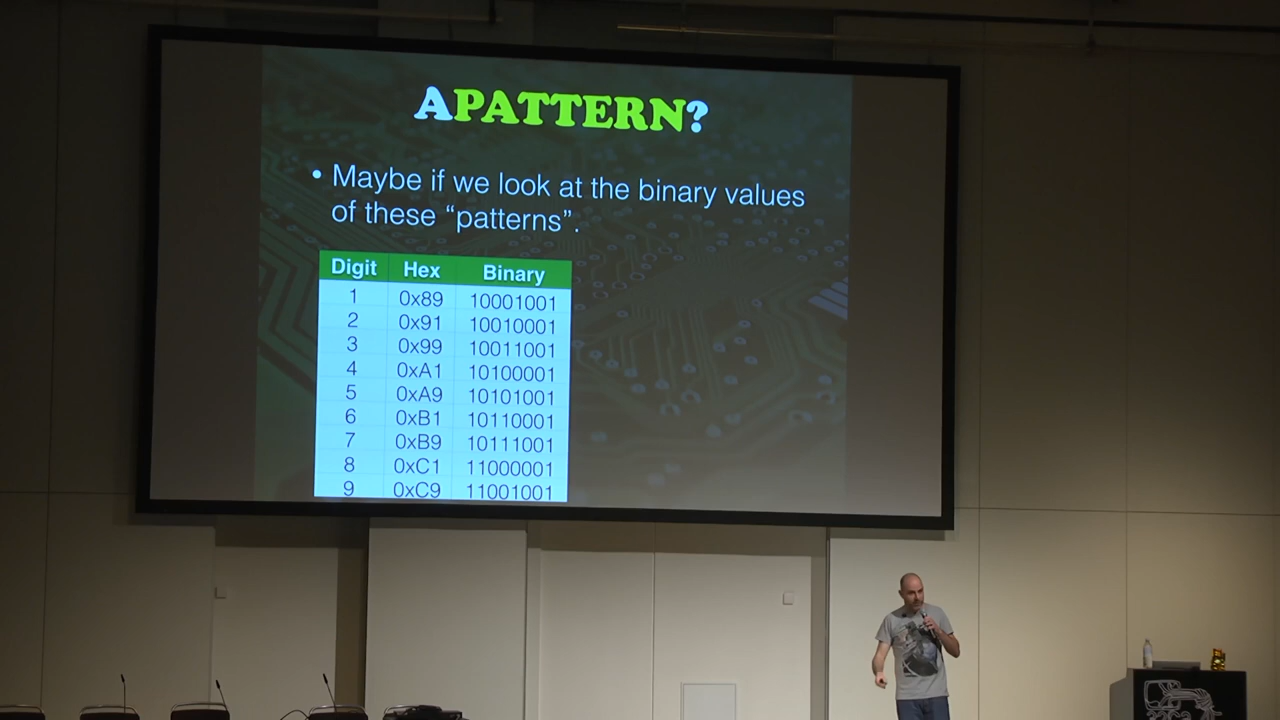 APATTERN?
• Maybe if we look at the binary values
of these “patterns”.
Digit Hex Binary
1 0x89 10001001
2 0x91 10010001
3 0x99 10011001
4 0xA1 10100001
5 0xA9 10101001
6 0xB1 10110001
7 0xB9 10111001
8 0xC1 11000001
9 0xC9 11001001